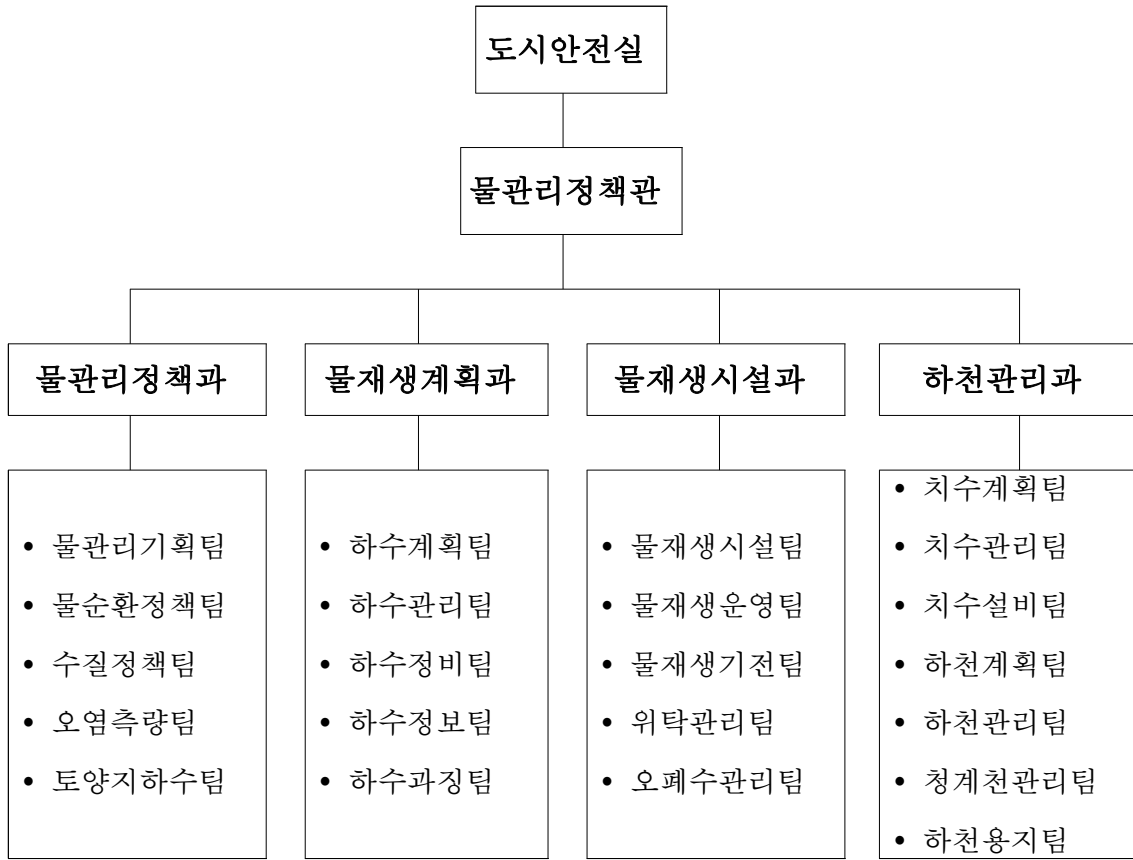 도시안전실
물관리정책관
물관리정책과
물재생계획과
물재생시설과
하천관리과
• 물관리기획팀
• 물순환정책팀
• 수질정책팀
• 오염측량팀
• 토양지하수팀
• 하수계획팀
• 하수관리팀
• 하수정비팀
• 하수정보팀
• 하수과징팀
• 물재생시설팀
• 물재생운영팀
• 물재생기전팀
• 위탁관리팀
• 오폐수관리팀
• 치수계획팀
• 치수관리팀
• 치수설비팀
• 하천계획팀
• 하천관리팀
• 청계천관리팀
• 하천용지팀